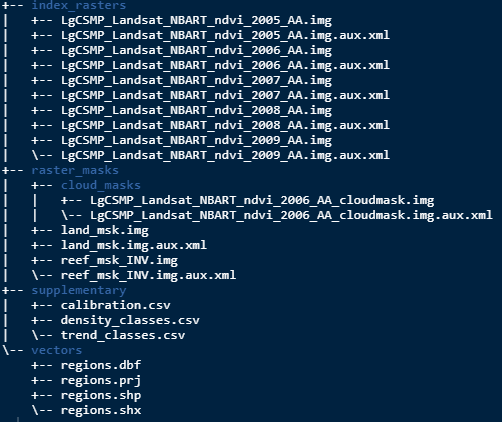 +-- index_rasters
|   +-- LgCSMP_Landsat_NBART_ndvi_2005_AA.img
|   +-- LgCSMP_Landsat_NBART_ndvi_2005_AA.img.aux.xml
|   +-- LgCSMP_Landsat_NBART_ndvi_2006_AA.img
|   +-- LgCSMP_Landsat_NBART_ndvi_2006_AA.img.aux.xml
|   +-- LgCSMP_Landsat_NBART_ndvi_2007_AA.img
|   +-- LgCSMP_Landsat_NBART_ndvi_2007_AA.img.aux.xml
|   +-- LgCSMP_Landsat_NBART_ndvi_2008_AA.img
|   +-- LgCSMP_Landsat_NBART_ndvi_2008_AA.img.aux.xml
|   +-- LgCSMP_Landsat_NBART_ndvi_2009_AA.img
|   \-- LgCSMP_Landsat_NBART_ndvi_2009_AA.img.aux.xml
+-- raster_masks
|   +-- cloud_masks
|   |   +-- LgCSMP_Landsat_NBART_ndvi_2006_AA_cloudmask.img
|   |   \-- LgCSMP_Landsat_NBART_ndvi_2006_AA_cloudmask.img.aux.xml
|   +-- land_msk.img
|   +-- land_msk.img.aux.xml
|   +-- reef_msk_INV.img
|   \-- reef_msk_INV.img.aux.xml
+-- supplementary
|   +-- calibration.csv
|   +-- density_classes.csv
|   \-- trend_classes.csv
\-- vectors
    +-- regions.dbf
    +-- regions.prj
    +-- regions.shp
    \-- regions.shx